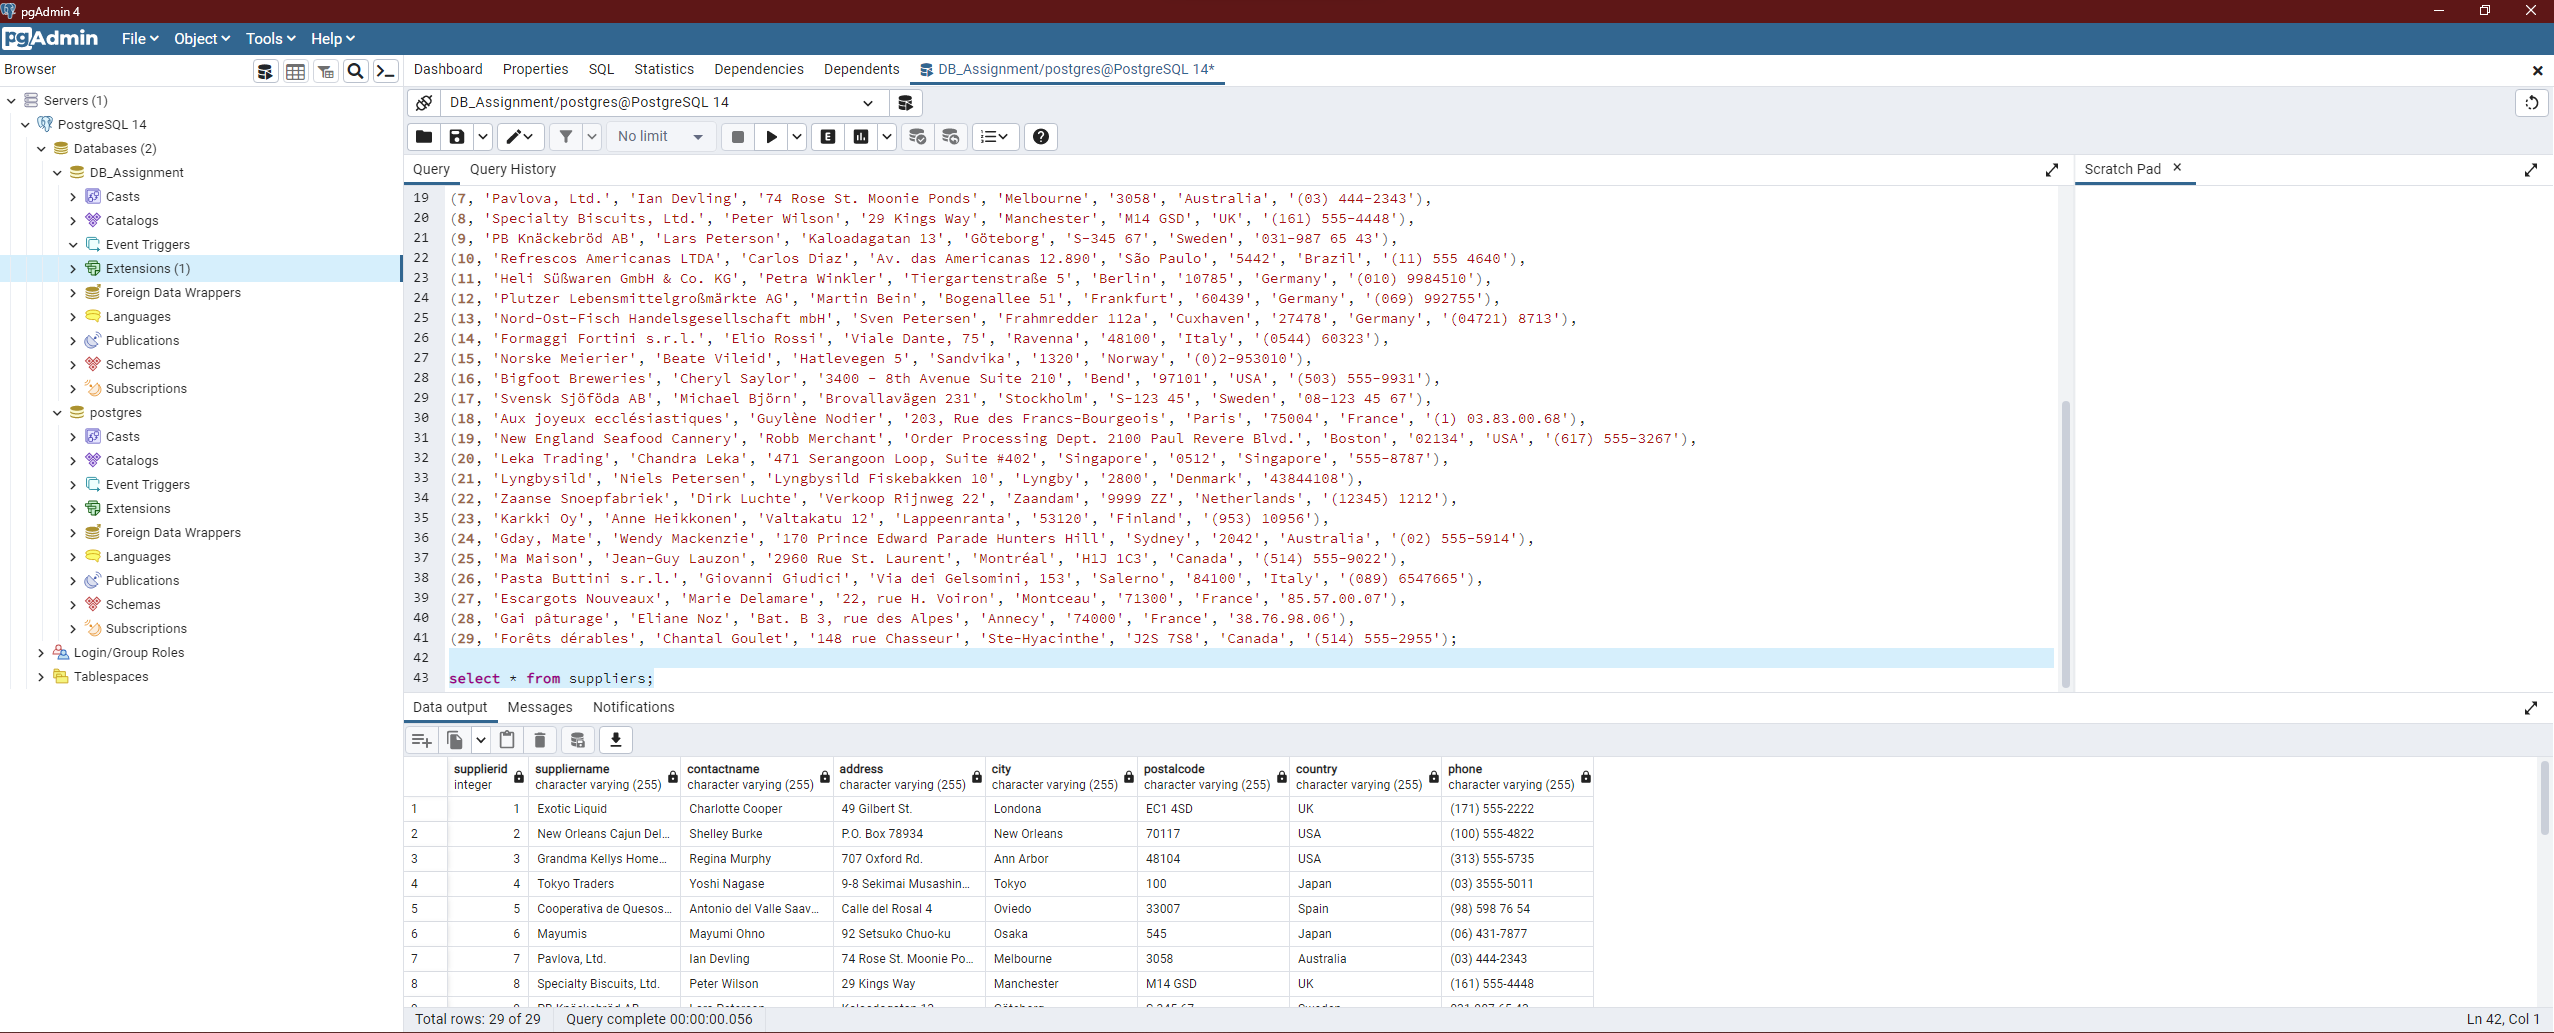 pgAdmin 4
pgAdmin File Object Tools Help
Browser
Servers (1)
PostgreSQL 14
Databases (2)
DB_Assignment
Casts
Catalogs
Event Triggers
Extensions (1)
Foreign Data Wrappers
Languages
Publications
Schemas
Subscriptions
postgres
Casts
Catalogs
Event Triggers
Extensions
Foreign Data Wrappers
Languages
Publications
Schemas
Subscriptions
Login/Group Roles
Tablespaces
Dashboard Properties SQL Statistics Dependencies Dependents DB_Assignment/postgres@PostgreSQL 14*
DB_Assignment/postgres@PostgreSQL 14
No limit E
Query Query History
Scratch Pad
19 (7, 'Pavlova, Ltd.', 'Ian Devling', '74 Rose St. Moonie Ponds', 'Melbourne', '3058', 'Australia', '(03) 444-2343'),
20 (8, 'Specialty Biscuits, Ltd.', 'Peter Wilson', '29 Kings Way', 'Manchester', 'M14 GSD', 'UK', '(161) 555-4448'),
21 (9, 'PB Knäckebröd AB', 'Lars Peterson', 'Kaloadagatan 13', 'Göteborg', 'S-345 67', 'Sweden', '031-987 65 43'),
22 (10, 'Refrescos Americanas LTDA', 'Carlos Diaz', 'Av. das Americanas 12.890', 'São Paulo', '5442', 'Brazil', '(11) 555 4640'),
23 (11, 'Heli Süßwaren GmbH & Co. KG', 'Petra Winkler', 'Tiergartenstraße 5', 'Berlin', '10785', 'Germany', '(010) 9984510'),
24 (12, 'Plutzer Lebensmittelgroßmärkte AG', 'Martin Bein', 'Bogenallee 51', 'Frankfurt', '60439', 'Germany', '(069) 992755'),
25 (13, 'Nord-Ost-Fisch Handelsgesellschaft mbH', 'Sven Petersen', 'Frahmredder 112a', 'Cuxhaven', '27478', 'Germany', '(04721) 8713'),
26 (14, 'Formaggi Fortini s.r.l.', 'Elio Rossi', 'Viale Dante, 75', 'Ravenna', '48100', 'Italy', '(0544) 60323'),
27 (15, 'Norske Meierier', 'Beate Vileid', 'Hatlevegen 5', 'Sandvika', '1320', 'Norway', '(0)2-953010'),
28 (16, 'Bigfoot Breweries', 'Cheryl Saylor', '3400 - 8th Avenue Suite 210', 'Bend', '97101', 'USA', '(503) 555-9931'),
29 (17, 'Svensk Sjöföda AB', 'Michael Björn', 'Brovallavägen 231', 'Stockholm', 'S-123 45', 'Sweden', '08-123 45 67'),
30 (18, 'Aux joyeux ecclésiastiques', 'Guylène Nodier', '203, Rue des Francs-Bourgeois', 'Paris', '75004', 'France', '(1) 03.83.00.68'),
31 (19, 'New England Seafood Cannery', 'Robb Merchant', 'Order Processing Dept. 2100 Paul Revere Blvd.', 'Boston', '02134', 'USA', '(617) 555-3267'),
32 (20, 'Leka Trading', 'Chandra Leka', '471 Serangoon Loop, Suite #402', 'Singapore', '0512', 'Singapore', '555-8787'),
33 (21, 'Lyngbysild', 'Niels Petersen', 'Lyngbysild Fiskebakken 10', 'Lyngby', '2800', 'Denmark', '43844108'),
34 (22, 'Zaanse Snoepfabriek', 'Dirk Luchte', 'Verkoop Rijnweg 22', 'Zaandam', '9999 ZZ', 'Netherlands', '(12345) 1212'),
35 (23, 'Karkki Oy', 'Anne Heikkonen', 'Valtakatu 12', 'Lappeenranta', '53120', 'Finland', '(953) 10956'),
36 (24, 'Gday, Mate', 'Wendy Mackenzie', '170 Prince Edward Parade Hunters Hill', 'Sydney', '2042', 'Australia', '(02) 555-5914'),
37 (25, 'Ma Maison', 'Jean-Guy Lauzon', '2960 Rue St. Laurent', 'Montréal', 'H1J 1C3', 'Canada', '(514) 555-9022'),
38 (26, 'Pasta Buttini s.r.l.', 'Giovanni Giudici', 'Via dei Gelsomini, 153', 'Salerno', '84100', 'Italy', '(089) 6547665'),
39 (27, 'Escargots Nouveaux', 'Marie Delamare', '22, rue H. Voiron', 'Montceau', '71300', 'France', '85.57.00.07'),
40 (28, 'Gai pâturage', 'Eliane Noz', 'Bat. B 3, rue des Alpes', 'Annecy', '74000', 'France', '38.76.98.06'),
41 (29, 'Forêts dérables', 'Chantal Goulet', '148 rue Chasseur', 'Ste-Hyacinthe', 'J2S 7S8', 'Canada', '(514) 555-2955');
42
43 select * from suppliers;
Data output Messages Notifications
supplierid suppliername contactname address city postalcode country phone
integer character varying (255) character varying (255) character varying (255) character varying (255) character varying (255) character varying (255) character varying (255)
1 1 Exotic Liquid Charlotte Cooper 49 Gilbert St. Londona EC1 4SD UK (171) 555-2222
2 2 New Orleans Cajun Del... Shelley Burke P.O. Box 78934 New Orleans 70117 USA (100) 555-4822
3 3 Grandma Kellys Home... Regina Murphy 707 Oxford Rd. Ann Arbor 48104 USA (313) 555-5735
4 4 Tokyo Traders Yoshi Nagase 9-8 Sekimai Musashin... Tokyo 100 Japan (03) 3555-5011
5 5 Cooperativa de Quesos... Antonio del Valle Saav... Calle del Rosal 4 Oviedo 33007 Spain (98) 598 76 54
6 6 Mayumis Mayumi Ohno 92 Setsuko Chuo-ku Osaka 545 Japan (06) 431-7877
7 7 Pavlova, Ltd. Ian Devling 74 Rose St. Moonie Po... Melbourne 3058 Australia (03) 444-2343
8 8 Specialty Biscuits, Ltd. Peter Wilson 29 Kings Way Manchester M14 GSD UK (161) 555-4448
Total rows: 29 of 29 Query complete 00:00:00.056 Ln 42, Col 1